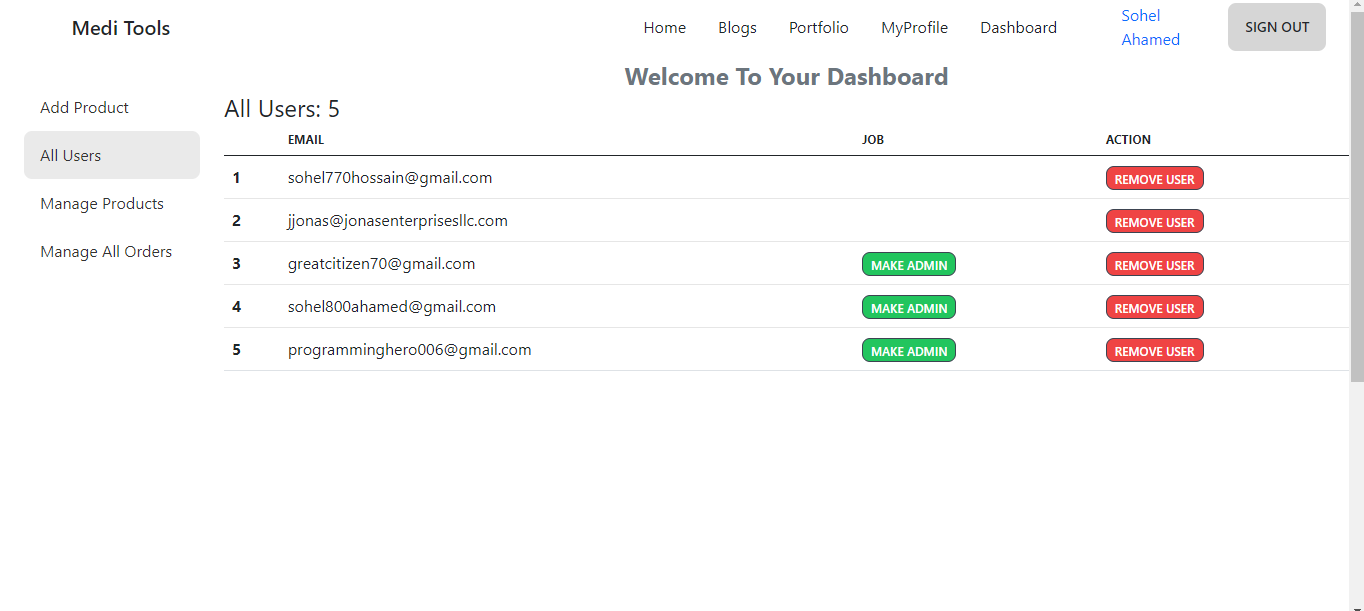 Medi Tools Home Blogs Portfolio MyProfile Dashboard Sohel Ahamed SIGN OUT
Welcome To Your Dashboard
Add Product
All Users
Manage Products
Manage All Orders
All Users: 5
EMAIL JOB ACTION
1 sohel770hossain@gmail.com REMOVE USER
2 jjonas@jonasenterprisesllc.com REMOVE USER
3 greatcitizen70@gmail.com MAKE ADMIN REMOVE USER
4 sohel800ahamed@gmail.com MAKE ADMIN REMOVE USER
5 programminghero006@gmail.com MAKE ADMIN REMOVE USER